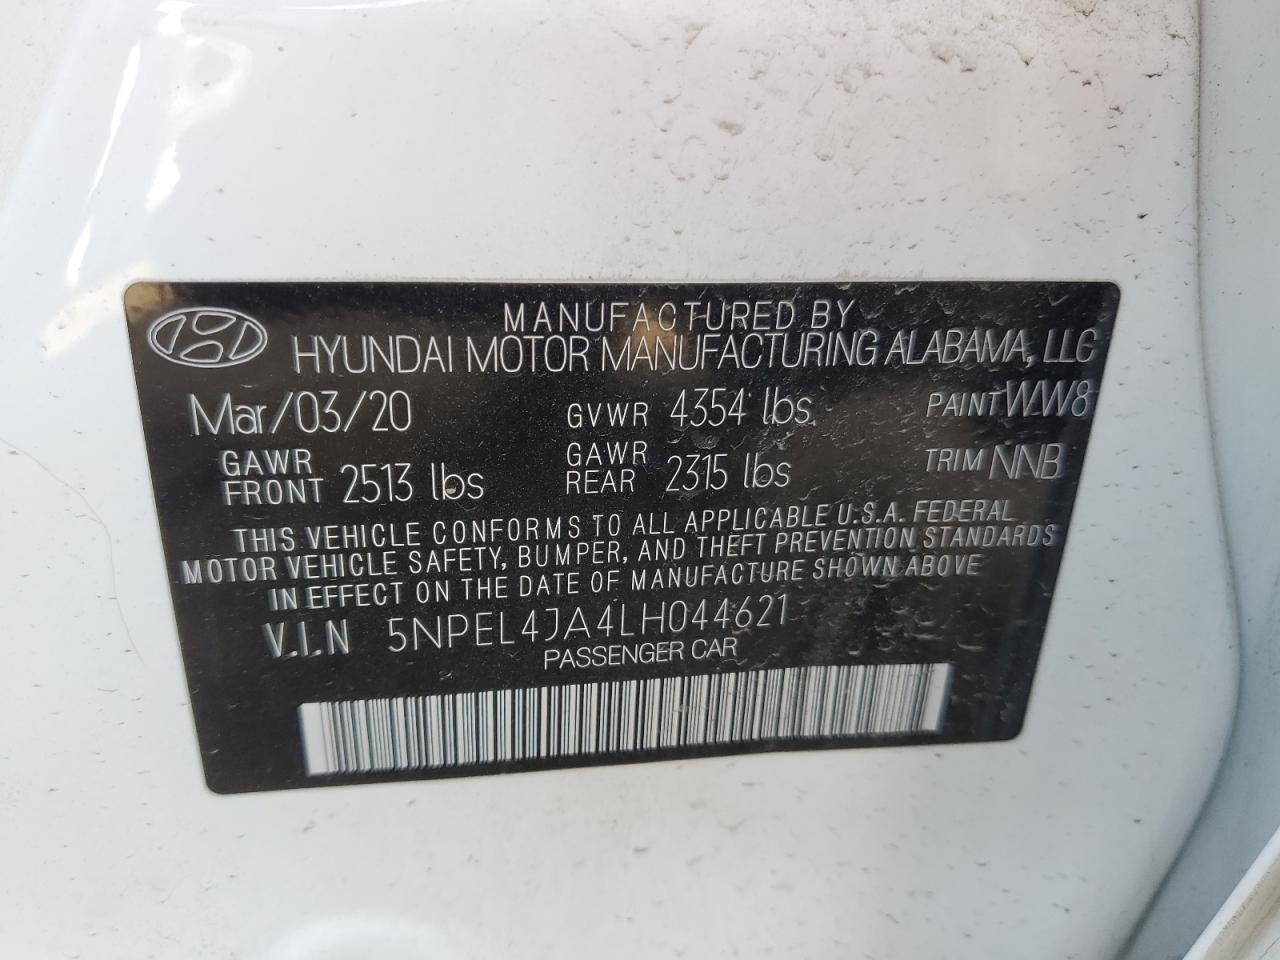 MANUFACTURED BY
HYUNDAI MOTOR MANUFACTURING ALABAMA, LLC
Mar/03/20 GVWR 4354 lbs PAINT WW8
GAWR FRONT 2513 lbs GAWR REAR 2315 lbs TRIM NNB
THIS VEHICLE CONFORMS TO ALL APPLICABLE U.S.A. FEDERAL
MOTOR VEHICLE SAFETY, BUMPER, AND THEFT PREVENTION STANDARDS
IN EFFECT ON THE DATE OF MANUFACTURE SHOWN ABOVE
V.I.N 5NPEL4JA4LH044621
PASSENGER CAR